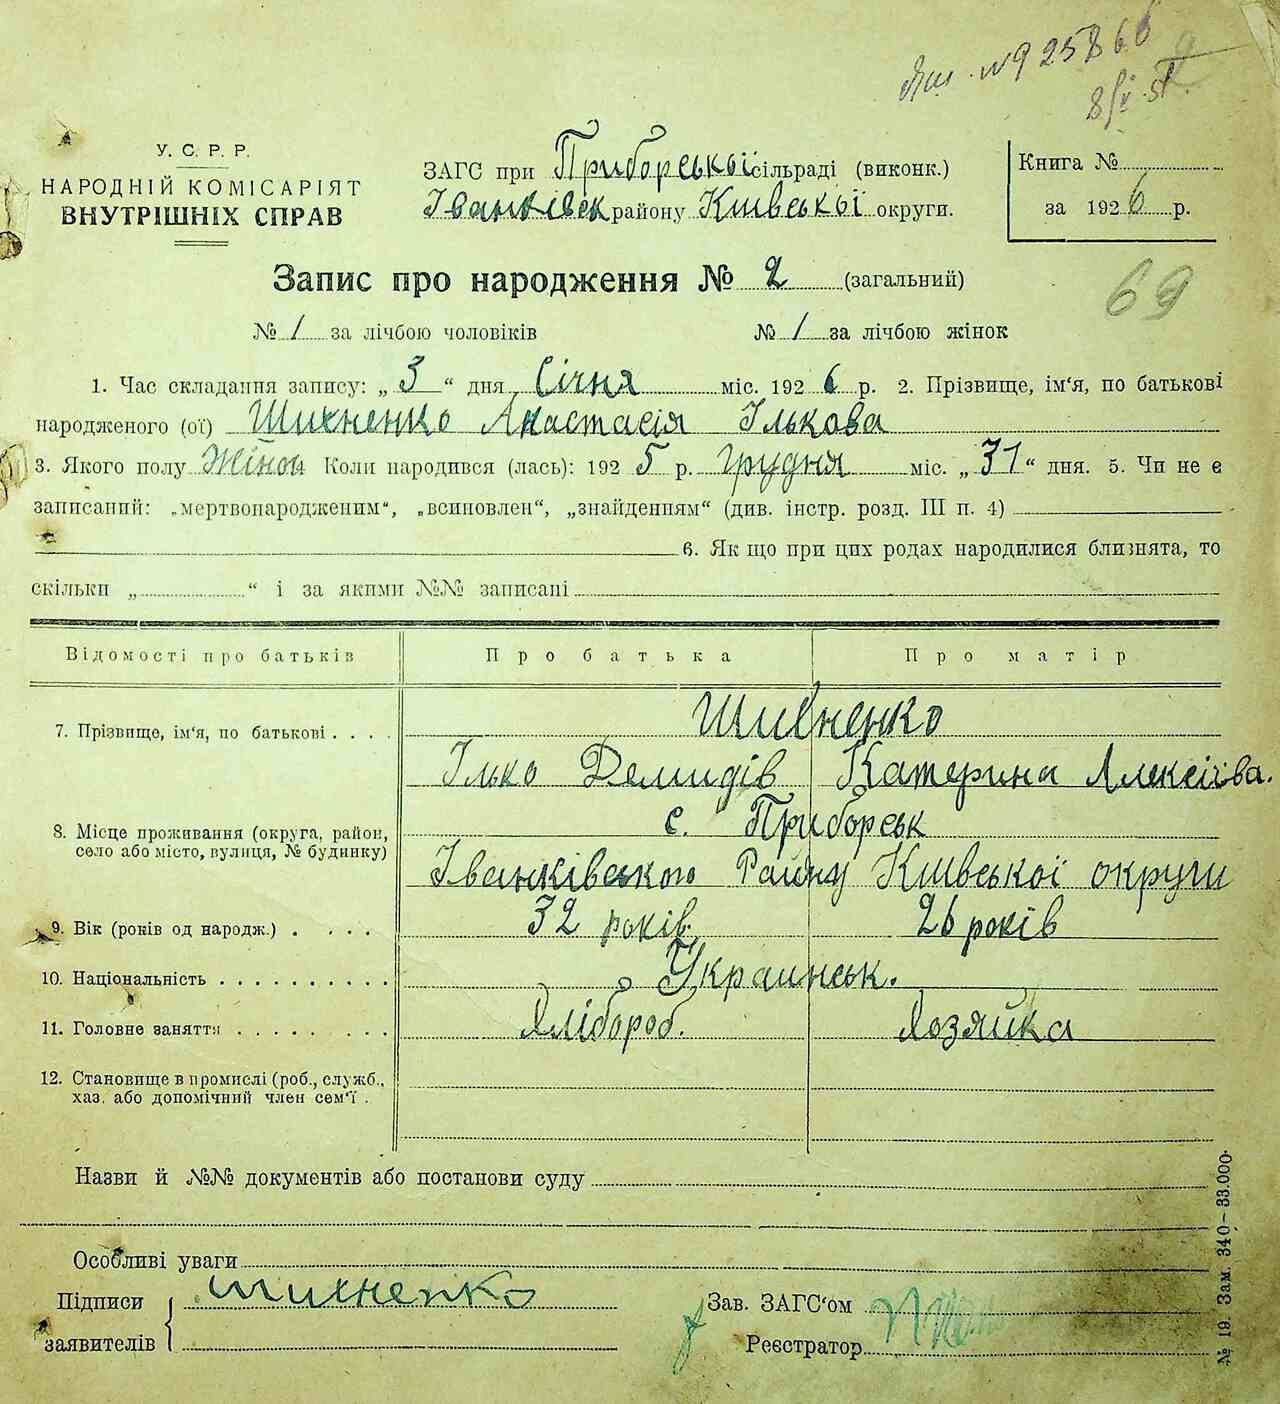 № 925866
У. С. Р. Р.
НАРОДНІЙ КОМІСАРІЯТ
ВНУТРІШНІХ СПРАВ
ЗАГС при Приборській сільраді (виконк.)
Іванківськ району Київської округи.
Книга №
за 1926 р.
Запис про народження № 2 (загальний)
69
№ 1 за лічбою чоловіків № 1 за лічбою жінок
1. Час складання запису: „ 3 “ дня Січня міс. 1926 р. 2. Прізвище, ім'я, по батькові
народженого (ої) Шихненко Анастасія Ількова
3. Якого полу Жіноч Коли народився (лась): 1925 р. Грудня міс. „ 31 “ дня. 5. Чи не є
записаний: „мертвонародженим“, „всиновлен“, „знайденням“ (див. інстр. розд. III п. 4)
6. Як що при цих родах народилися близнята, то
скільки „ “ і за якими №№ записані
Відомості про батьків Про батька Про матір
7. Прізвище, ім‘я, по батькові . . . . Шихненко
Ілько Демидів Катерина Алексіїва.
8. Місце проживання (округа, район,
село або місто, вулиця, № будинку)
с. Приборськ
Іванківського Району Київської округи
9. Вік (років од народж.) . . . . 32 років. 26 років
10. Національність . . . . . . . . . . Украинськ.
11. Головне заняття . . . . . . . . Хлібороб. Хозяйка
12. Становище в промислі (роб., служб.,
хаз. або допомічний член сем‘ї .
Назви й №№ документів або постанови суду
Особливі уваги
Підписи Шихненко
заявителів
Зав. ЗАГС‘ом
Реєстратор
№ 19. Зам. 340–33.000.